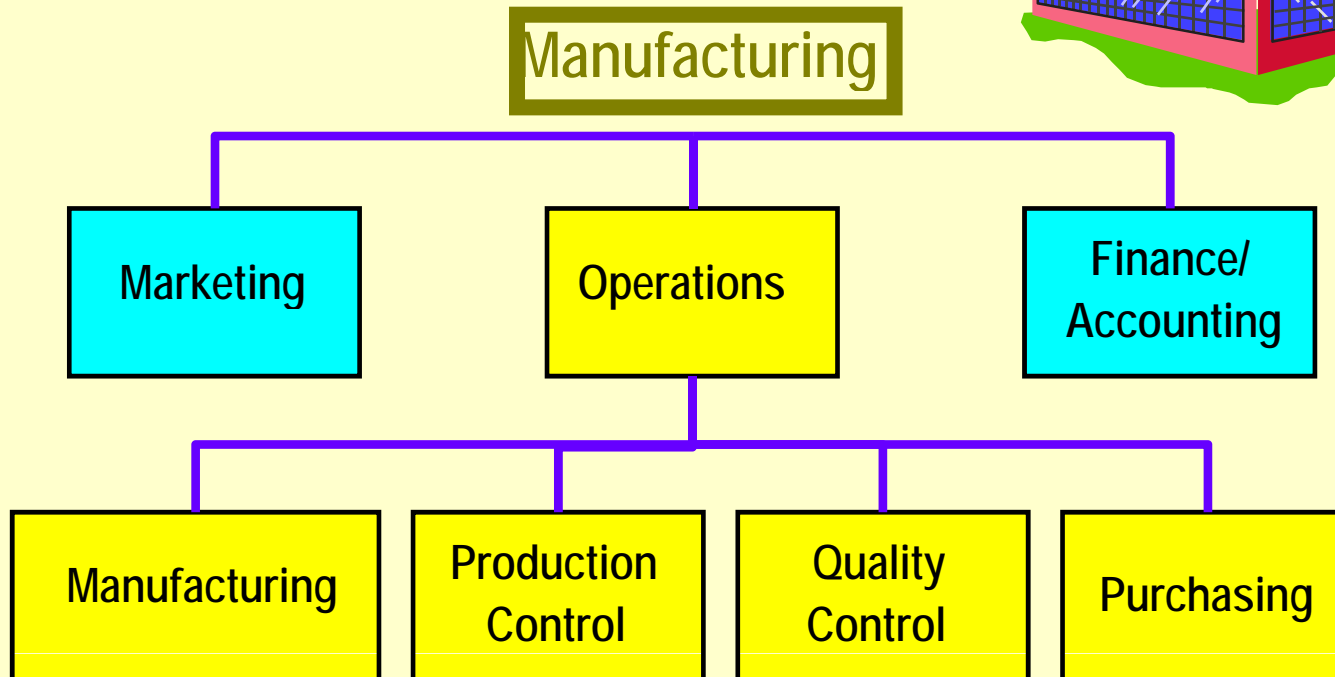 Manufacturing
Marketing
Operations
Finance/
Accounting
Manufacturing
Production
Control
Quality
Control
Purchasing